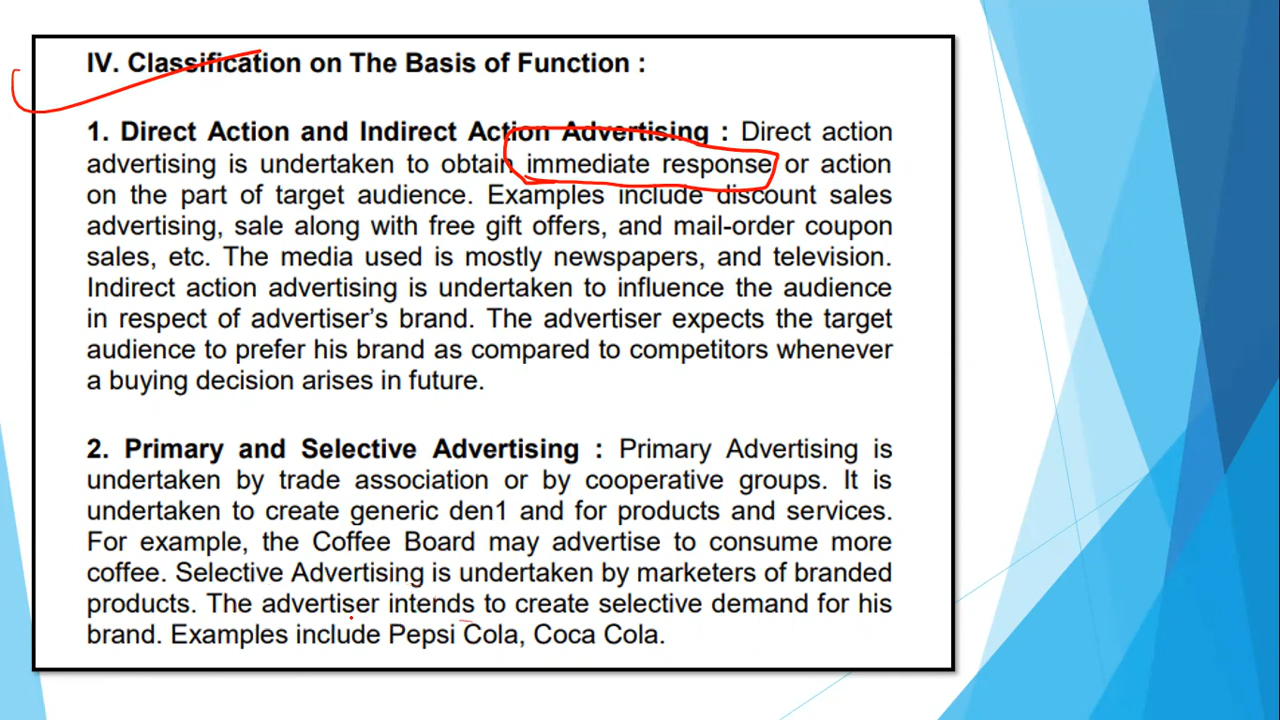 IV. Classification on The Basis of Function :
1. Direct Action and Indirect Action Advertising : Direct action
advertising is undertaken to obtain immediate response or action
on the part of target audience. Examples include discount sales
advertising, sale along with free gift offers, and mail-order coupon
sales, etc. The media used is mostly newspapers, and television.
Indirect action advertising is undertaken to influence the audience
in respect of advertiser's brand. The advertiser expects the target
audience to prefer his brand as compared to competitors whenever
a buying decision arises in future.
2. Primary and Selective Advertising : Primary Advertising is
undertaken by trade association or by cooperative groups. It is
undertaken to create generic den1 and for products and services.
For example, the Coffee Board may advertise to consume more
coffee. Selective Advertising is undertaken by marketers of branded
products. The advertiser intends to create selective demand for his
brand. Examples include Pepsi Cola, Coca Cola.